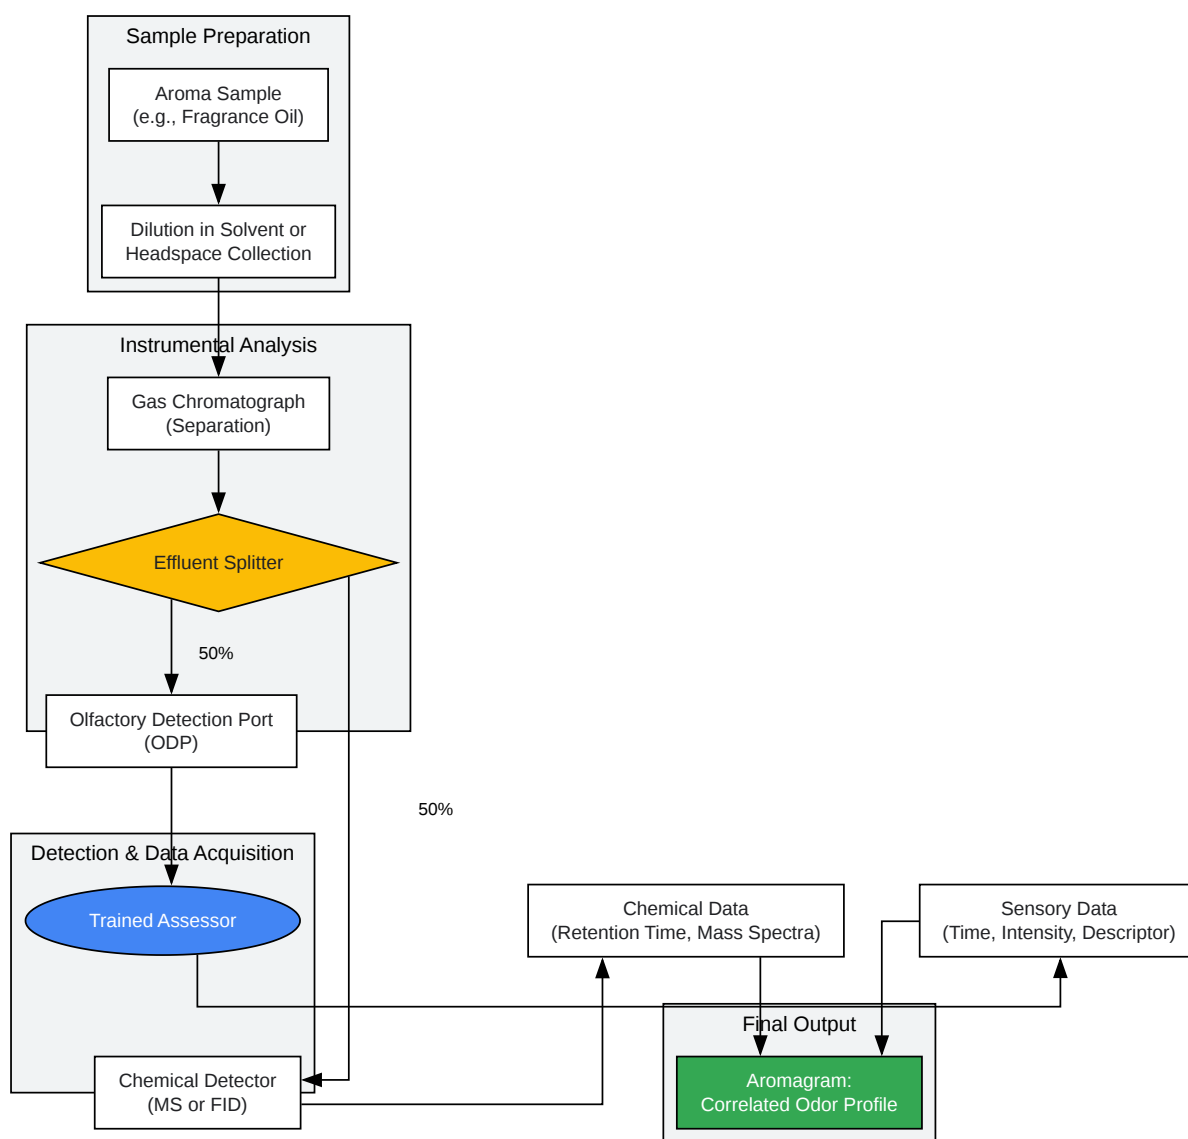 Sample Preparation
Aroma Sample
(e.g., Fragrance Oil)
Dilution in Solvent or
Headspace Collection
Instrumental Analysis
Gas Chromatograph
(Separation)
Effluent Splitter
50%
Olfactory Detection Port
(ODP)
50%
Detection & Data Acquisition
Trained Assessor
Chemical Data
(Retention Time, Mass Spectra)
Sensory Data
(Time, Intensity, Descriptor)
Final Output
Chemical Detector
(MS or FID)
Aromagram:
Correlated Odor Profile